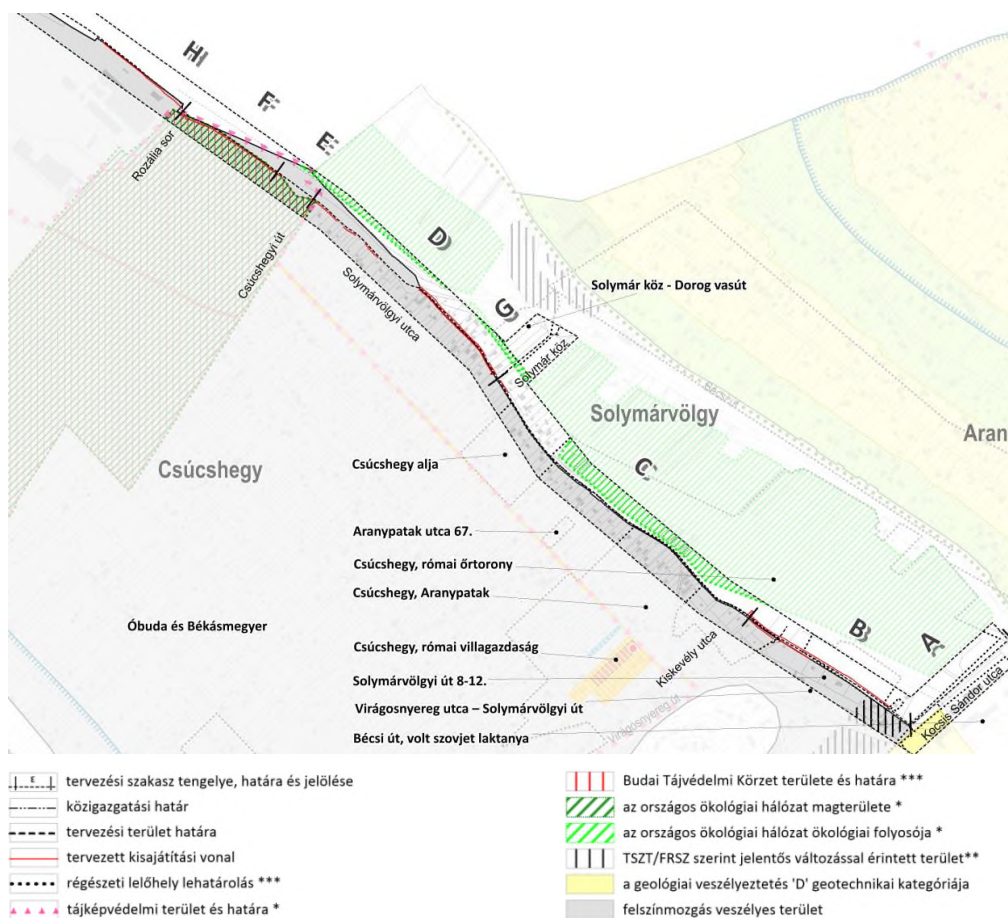 H
F
E
Rozália sor
D
Csúcshegyi út
Solymár köz - Dorog vasút
Solymárvölgyi utca
G
Solymár köz
Bécsi út
Solymárvölgy
Aran
Csúcshegy
Csúcshegy alja
C
Aranypatak utca 67.
Csúcshegy, római őrtorony
Csúcshegy, Aranypatak
Óbuda és Békásmegyer
B
A
Csúcshegy, római villagazdaság
Kiskevély utca
Solymárvölgyi út 8-12.
Virágosnyereg utca – Solymárvölgyi út
Virágosnyereg út
Kocsis Sándor utca
Bécsi út, volt szovjet laktanya
E tervezési szakasz tengelye, határa és jelölése
közigazgatási határ
tervezési terület határa
tervezett kisajátítási vonal
régészeti lelőhely lehatárolás ***
tájképvédelmi terület és határa *
Budai Tájvédelmi Körzet területe és határa ***
az országos ökológiai hálózat magterülete *
az országos ökológiai hálózat ökológiai folyosója *
TSZT/FRSZ szerint jelentős változással érintett terület**
a geológiai veszélyeztetés 'D' geotechnikai kategóriája
felszínmozgás veszélyes terület